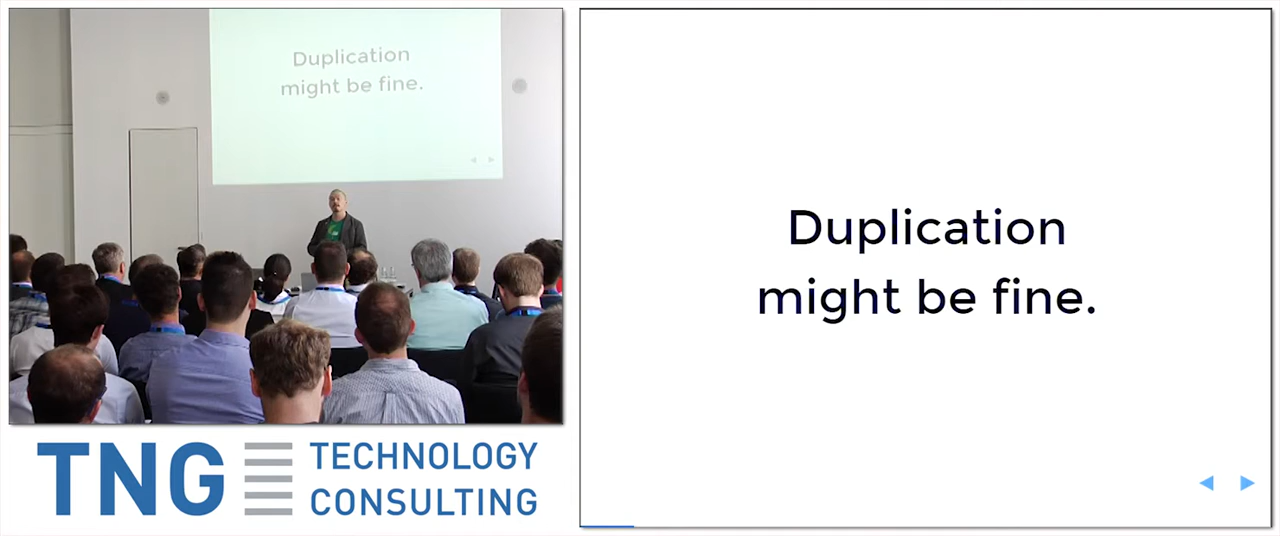 Duplication
might be fine.
TNG TECHNOLOGY
CONSULTING
Duplication
might be fine.